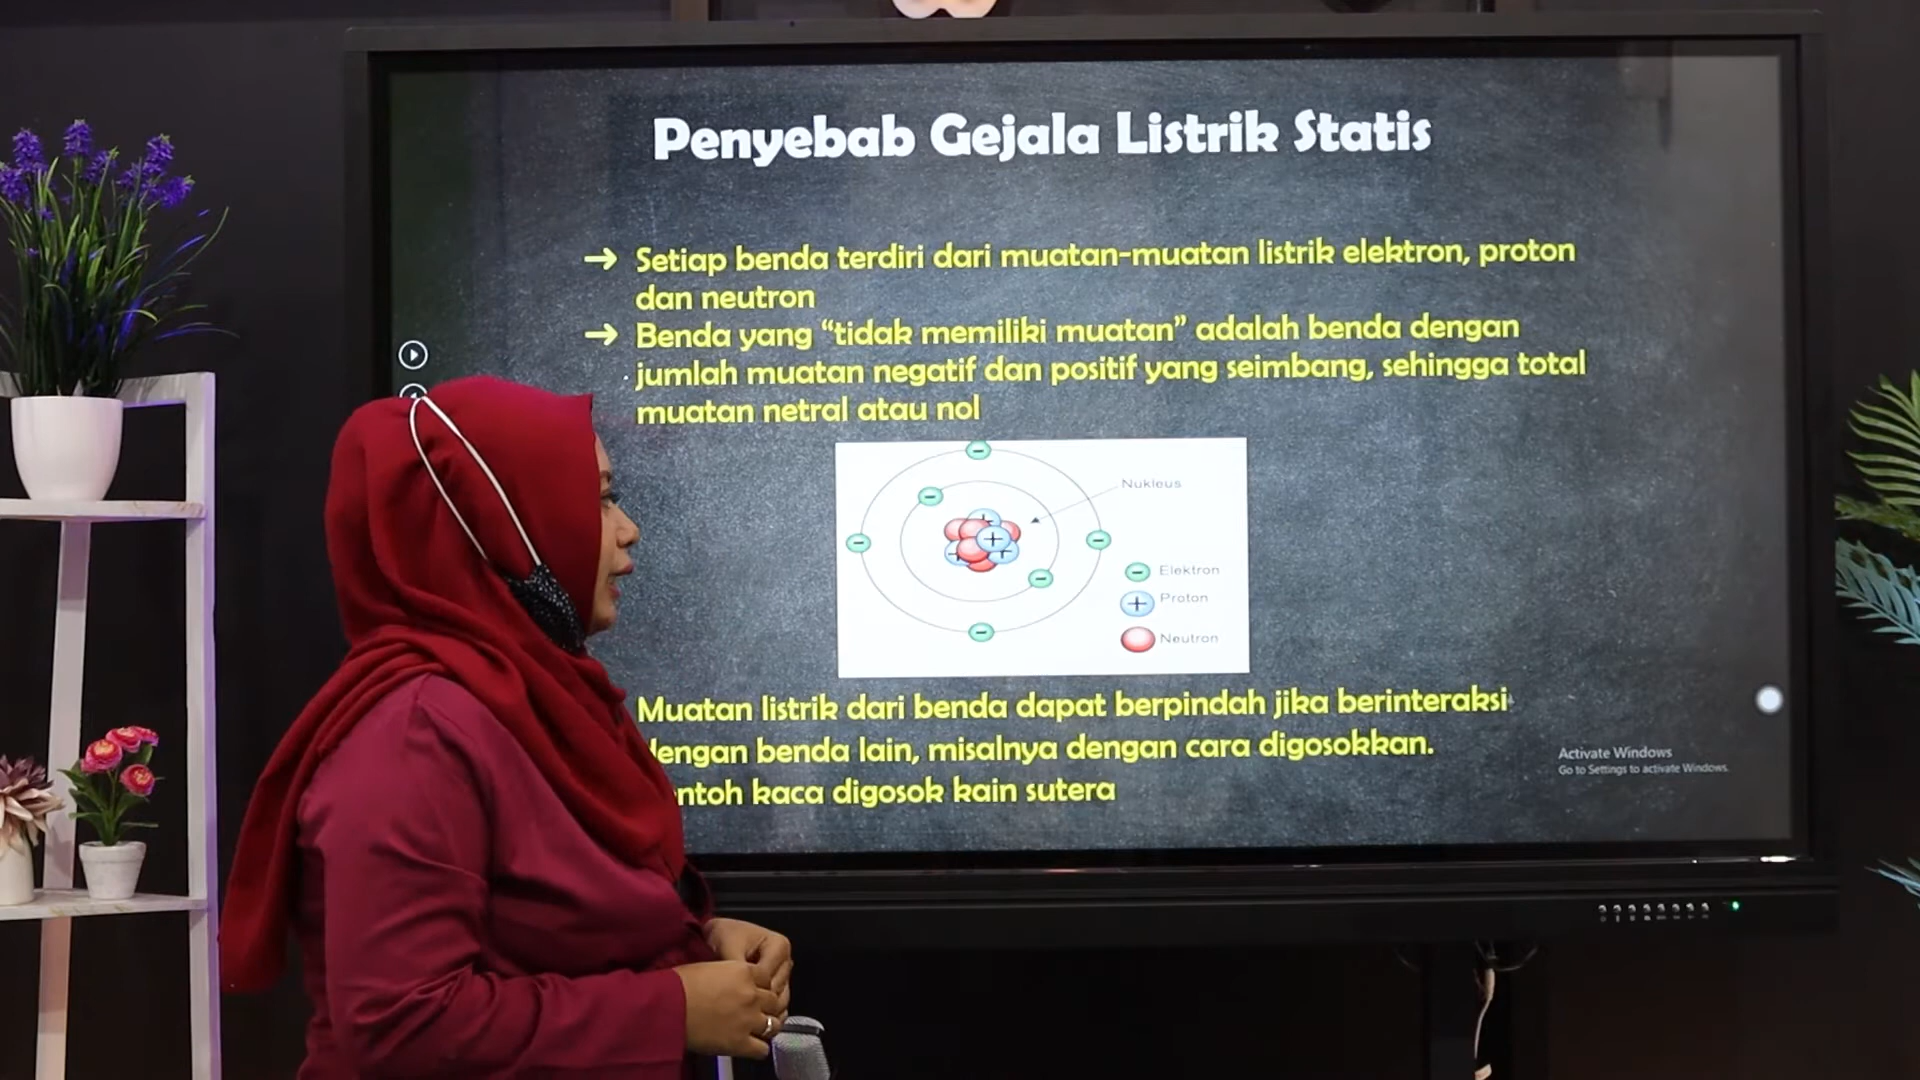 Penyebab Gejala Listrik Statis
→ Setiap benda terdiri dari muatan-muatan listrik elektron, proton
dan neutron
→ Benda yang “tidak memiliki muatan” adalah benda dengan
jumlah muatan negatif dan positif yang seimbang, sehingga total
muatan netral atau nol
Nukleus
Elektron
Proton
Neutron
Muatan listrik dari benda dapat berpindah jika berinteraksi
dengan benda lain, misalnya dengan cara digosokkan.
ntoh kaca digosok kain sutera
Activate Windows
Go to Settings to activate Windows.